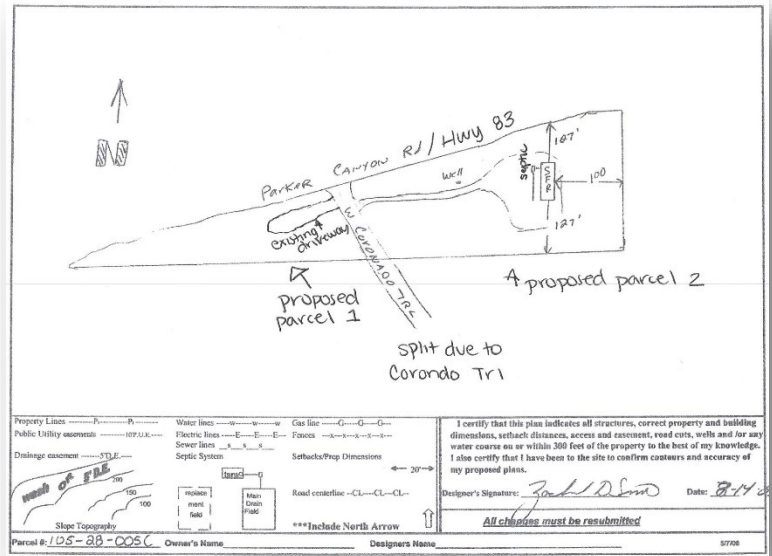 N
PARKER CANYON RD / HWY 83
107'
septic
SFR
100
well
127'
existing driveway
W CORONADO TRL
proposed parcel 1
proposed parcel 2
split due to
Corondo Trl
Property Lines -------P-------P-
Public Utility easements --------10'P.U.E.----
Drainage easement ------5'D.E----
wash OR 5' D.E
200
150
100
Slope Topography
Water lines ----w------w------w
Electric lines ----E-----E-----E--
Sewer lines __s__s__s
Septic System
replace
ment
field
Main
Drain
Field
Gas line -----G-----G----G---
Fences ---x----x----x----x---
Setbacks/Prop Dimensions
20'
Road centerline --CL----CL---CL--
***Include North Arrow
I certify that this plan indicates all structures, correct property and building
dimensions, setback distances, access and easement, road cuts, wells and /or any
water course on or within 300 feet of the property to the best of my knowledge.
I also certify that I have been to the site to confirm contours and accuracy of
my proposed plans.
Designer's Signature:
Date: 8-14
All changes must be resubmitted
Parcel #: 105-28-005C Owner's Name Designers Name 5/7/08